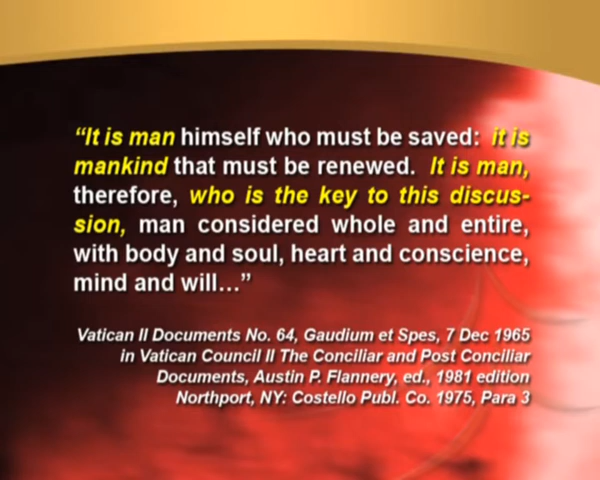 “It is man himself who must be saved: it is
mankind that must be renewed. It is man,
therefore, who is the key to this discus-
sion, man considered whole and entire,
with body and soul, heart and conscience,
mind and will…”
Vatican II Documents No. 64, Gaudium et Spes, 7 Dec 1965
in Vatican Council II The Conciliar and Post Conciliar
Documents, Austin P. Flannery, ed., 1981 edition
Northport, NY: Costello Publ. Co. 1975, Para 3